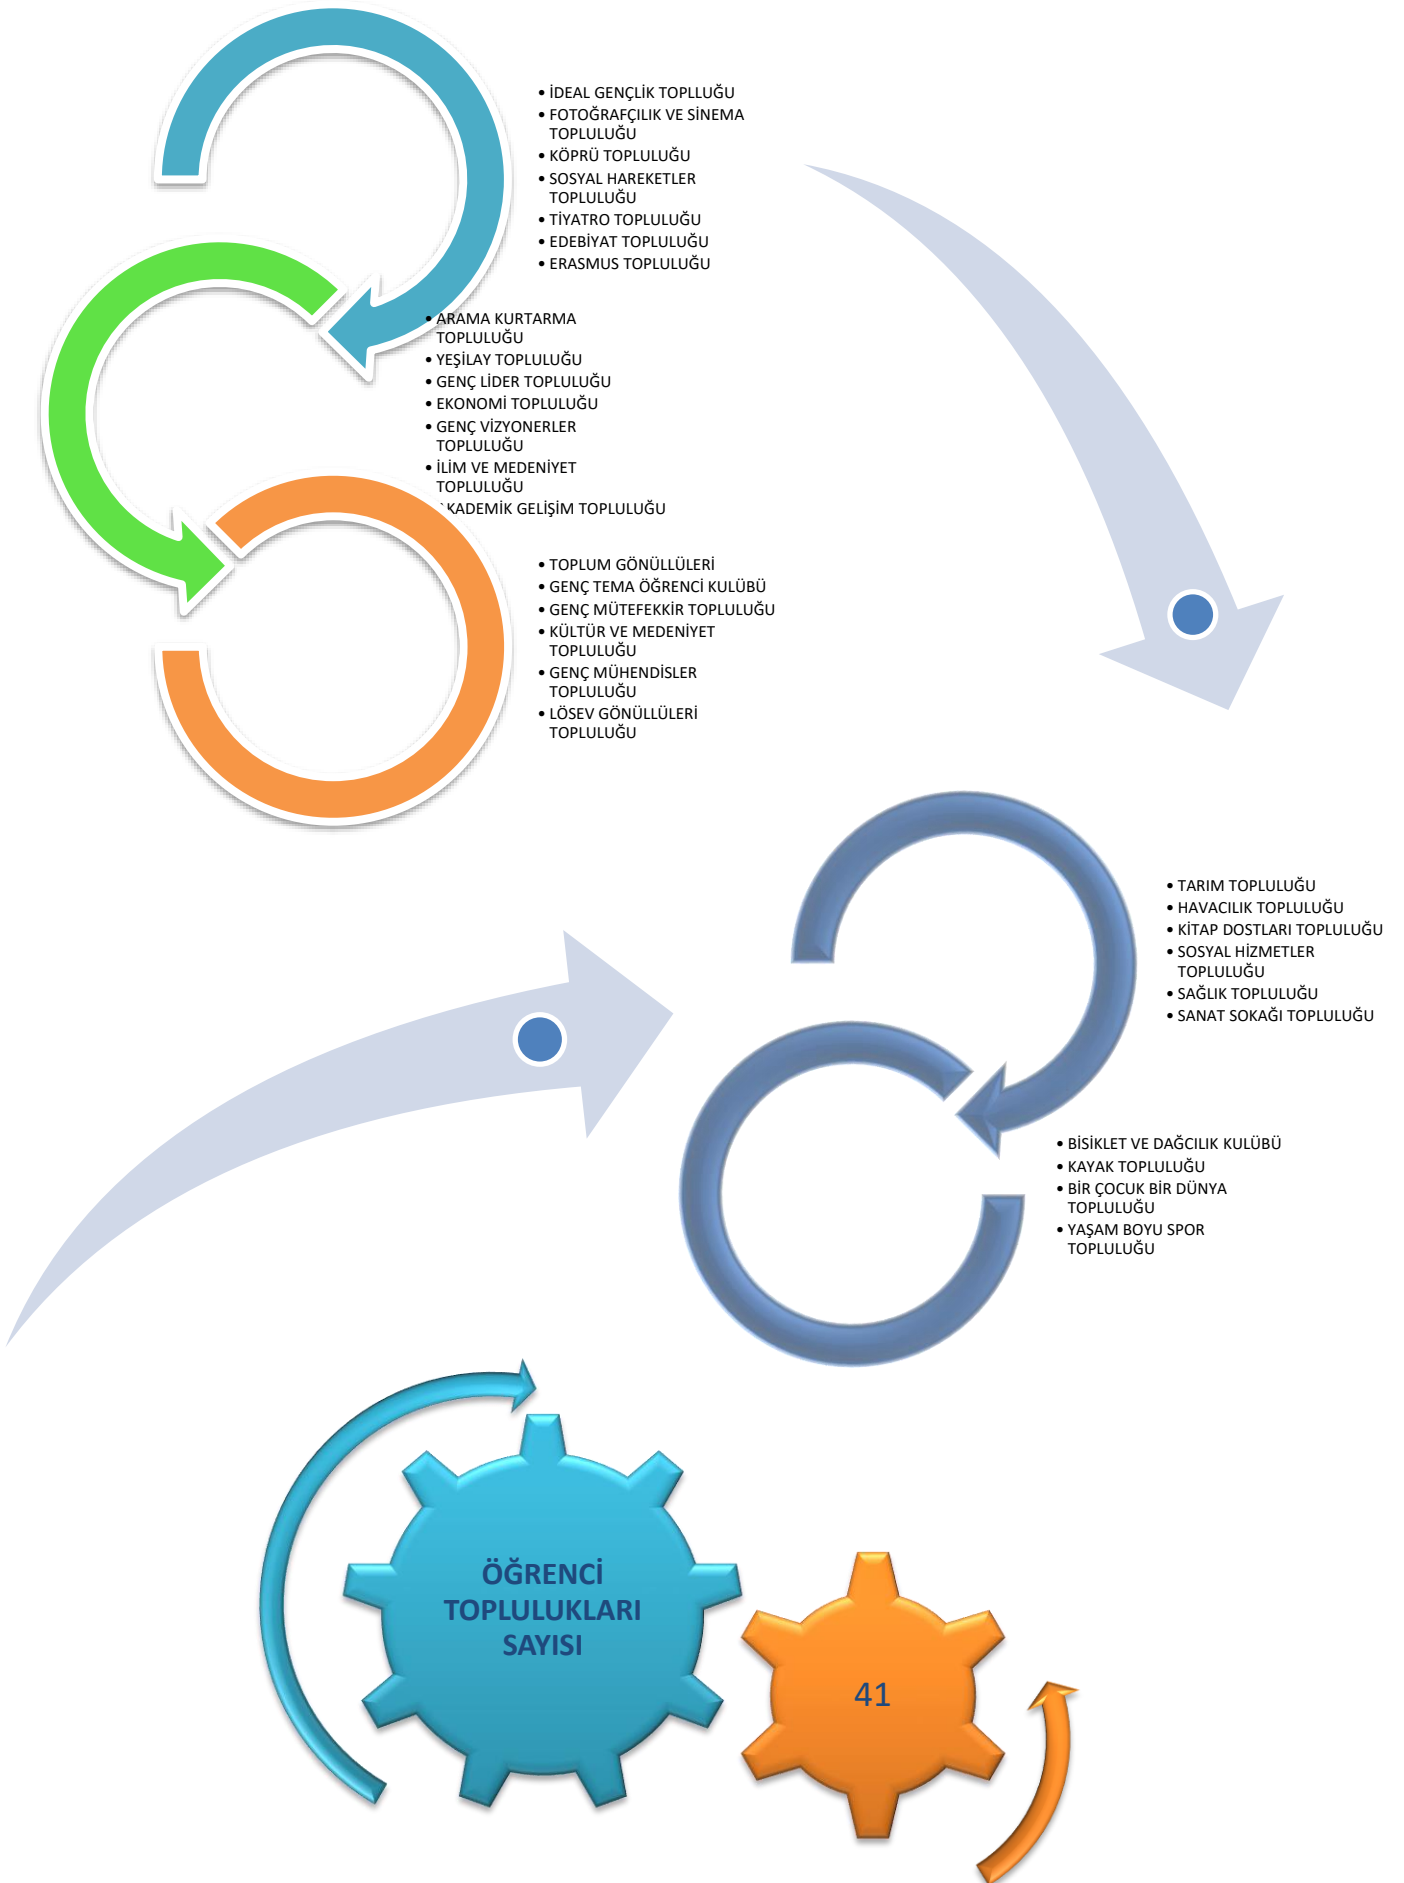 • İDEAL GENÇLİK TOPLLUĞU
• FOTOĞRAFÇILIK VE SİNEMA
TOPLULUĞU
• KÖPRÜ TOPLULUĞU
• SOSYAL HAREKETLER
TOPLULUĞU
• TİYATRO TOPLULUĞU
• EDEBİYAT TOPLULUĞU
• ERASMUS TOPLULUĞU
• ARAMA KURTARMA
TOPLULUĞU
• YEŞİLAY TOPLULUĞU
• GENÇ LİDER TOPLULUĞU
• EKONOMİ TOPLULUĞU
• GENÇ VİZYONERLER
TOPLULUĞU
• İLİM VE MEDENİYET
TOPLULUĞU
AKADEMİK GELİŞİM TOPLULUĞU
• TOPLUM GÖNÜLLÜLERİ
• GENÇ TEMA ÖĞRENCİ KULÜBÜ
• GENÇ MÜTEFEKKİR TOPLULUĞU
• KÜLTÜR VE MEDENİYET
TOPLULUĞU
• GENÇ MÜHENDİSLER
TOPLULUĞU
• LÖSEV GÖNÜLLÜLERİ
TOPLULUĞU
• TARIM TOPLULUĞU
• HAVACILIK TOPLULUĞU
• KİTAP DOSTLARI TOPLULUĞU
• SOSYAL HİZMETLER
TOPLULUĞU
• SAĞLIK TOPLULUĞU
• SANAT SOKAĞI TOPLULUĞU
• BİSİKLET VE DAĞCILIK KULÜBÜ
• KAYAK TOPLULUĞU
• BİR ÇOCUK BİR DÜNYA
TOPLULUĞU
• YAŞAM BOYU SPOR
TOPLULUĞU
ÖĞRENCİ
TOPLULUKLARI
SAYISI
41